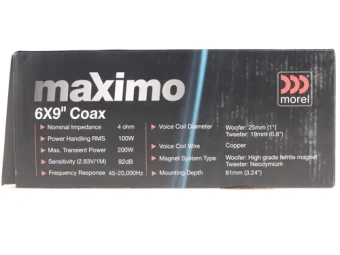 maximo
morel
6X9" Coax
Nominal Impedance 4 ohm
Power Handling RMS 100W
Max. Transient Power 200W
Sensitivity (2.83V/1M) 92dB
Frequency Response 45-20,000Hz
Voice Coil Diameter Woofer: 25mm (1")
Tweeter: 19mm (0.8")
Voice Coil Wire Copper
Magnet System Type Woofer: High grade ferrite magnet
Tweeter: Neodymium
Mounting Depth 81mm (3.24")